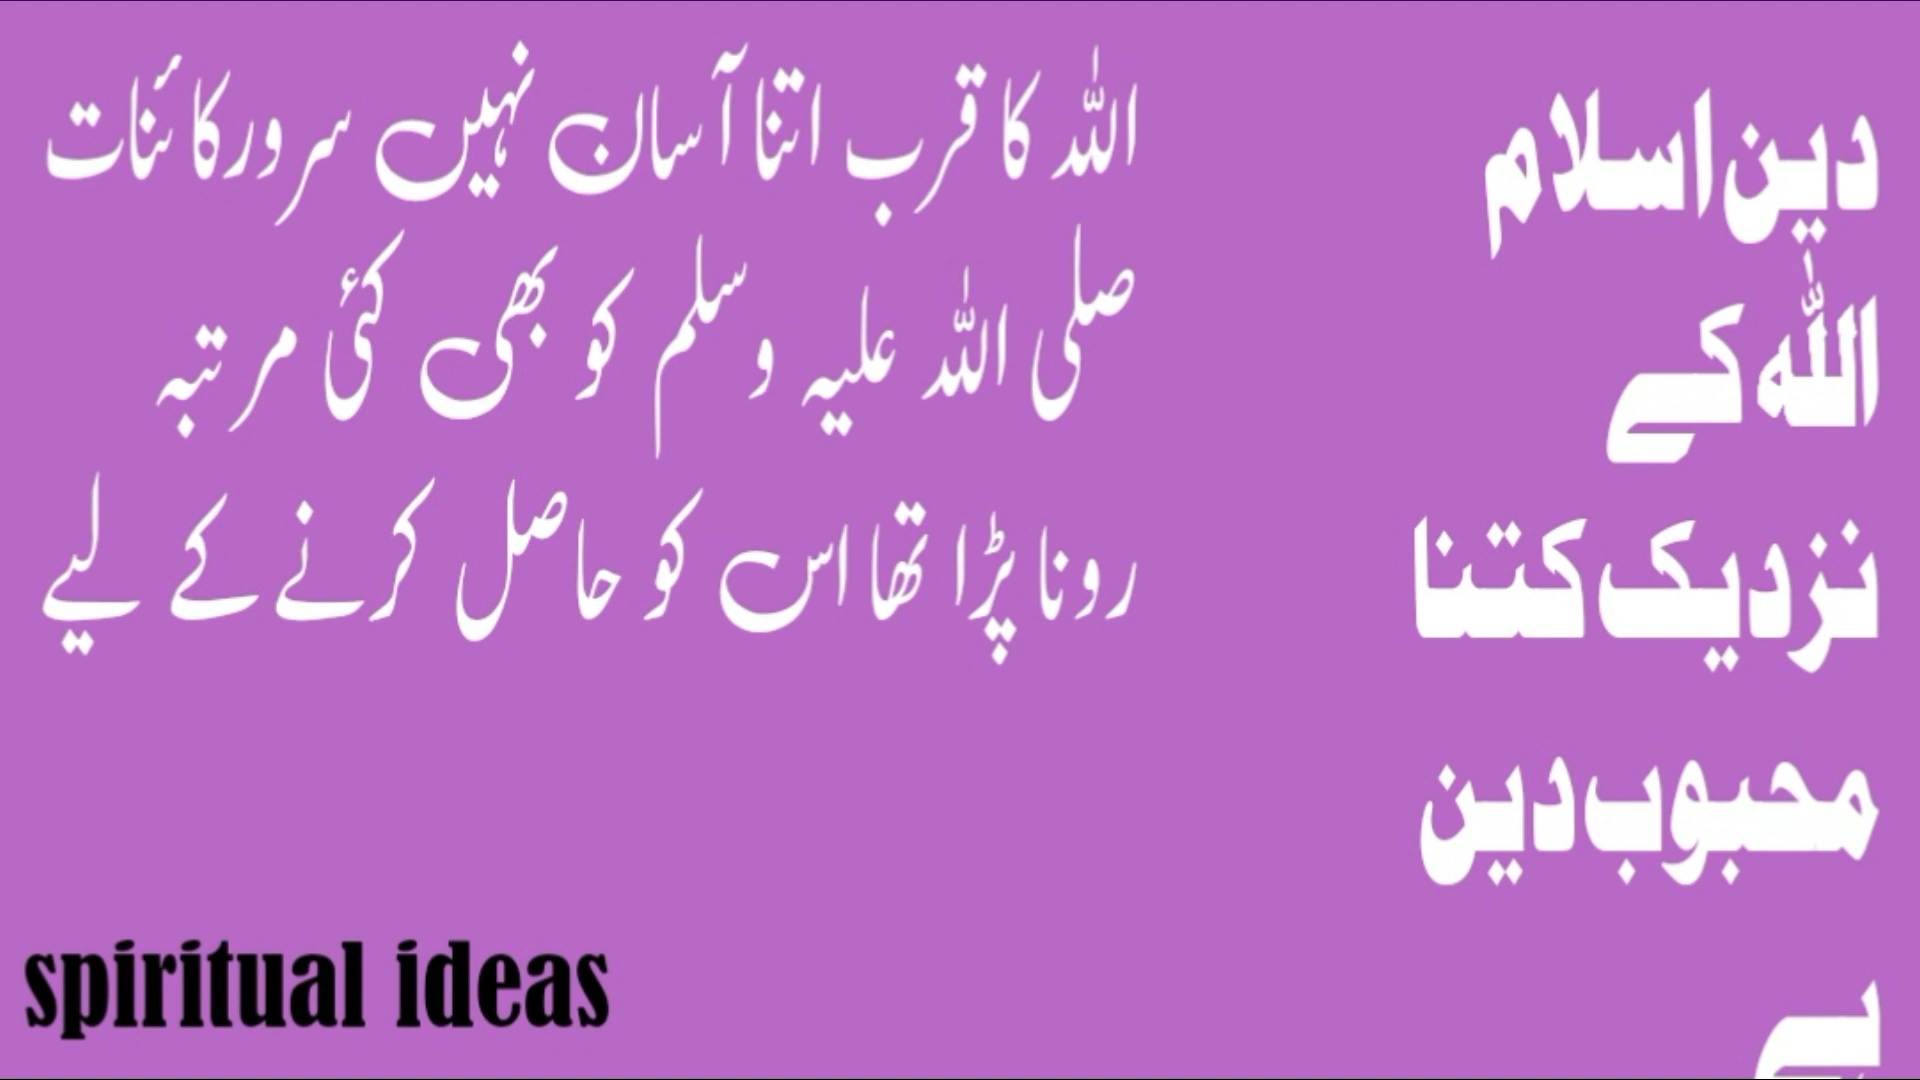 دین اسلام
اللہ کے
نزدیک کتنا
محبوب دین
ہے
اللہ کا قرب اتنا آسان نہیں سرور کائنات
صلی اللہ علیہ وسلم کو بھی کئی مرتبہ
رونا پڑا تھا اس کو حاصل کرنے کے لیے
spiritual ideas